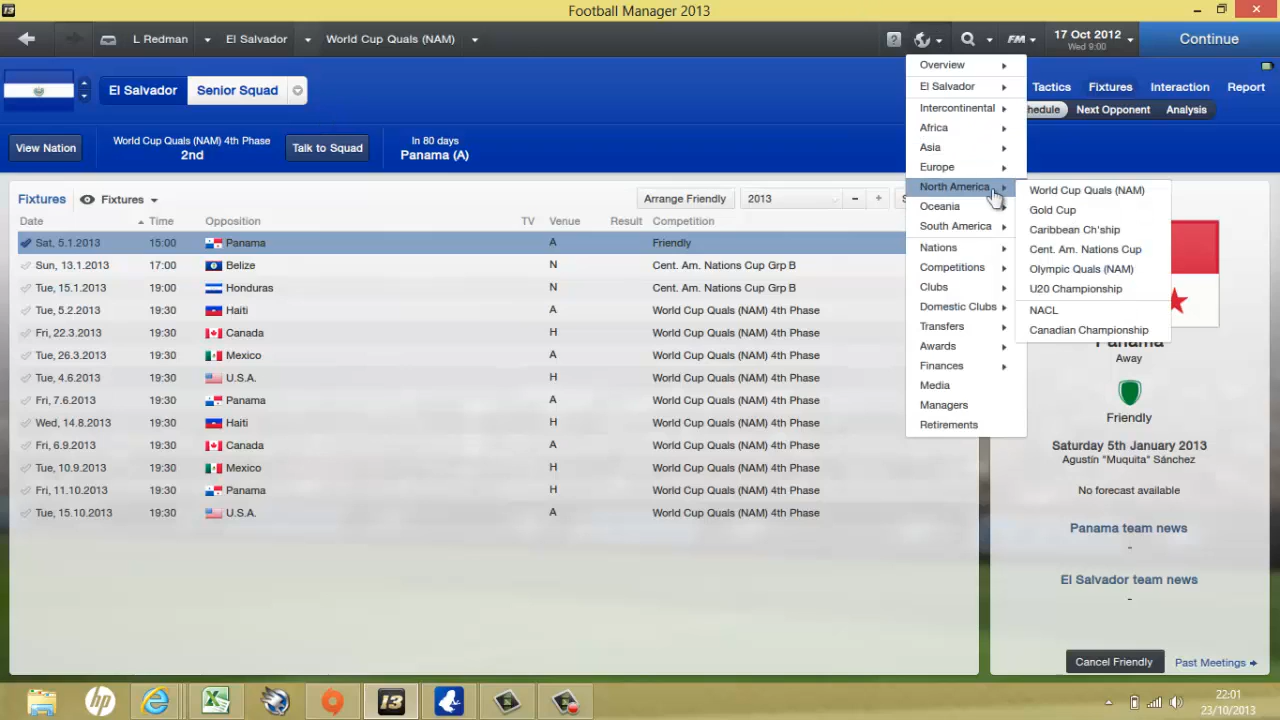 Football Manager 2013
L Redman El Salvador World Cup Quals (NAM) FM 17 Oct 2012 Wed 9:00 Continue
El Salvador Senior Squad Tactics Fixtures Interaction Report
hedule Next Opponent Analysis
View Nation World Cup Quals (NAM) 4th Phase 2nd Talk to Squad In 80 days Panama (A)
Fixtures Fixtures Arrange Friendly 2013 - +
Date Time Opposition TV Venue Result Competition
Sat, 5.1.2013 15:00 Panama A Friendly
Sun, 13.1.2013 17:00 Belize N Cent. Am. Nations Cup Grp B
Tue, 15.1.2013 19:00 Honduras N Cent. Am. Nations Cup Grp B
Tue, 5.2.2013 19:30 Haiti A World Cup Quals (NAM) 4th Phase
Fri, 22.3.2013 19:30 Canada H World Cup Quals (NAM) 4th Phase
Tue, 26.3.2013 19:30 Mexico A World Cup Quals (NAM) 4th Phase
Tue, 4.6.2013 19:30 U.S.A. H World Cup Quals (NAM) 4th Phase
Fri, 7.6.2013 19:30 Panama A World Cup Quals (NAM) 4th Phase
Wed, 14.8.2013 19:30 Haiti H World Cup Quals (NAM) 4th Phase
Fri, 6.9.2013 19:30 Canada A World Cup Quals (NAM) 4th Phase
Tue, 10.9.2013 19:30 Mexico H World Cup Quals (NAM) 4th Phase
Fri, 11.10.2013 19:30 Panama H World Cup Quals (NAM) 4th Phase
Tue, 15.10.2013 19:30 U.S.A. A World Cup Quals (NAM) 4th Phase
Overview
El Salvador
Intercontinental
Africa
Asia
Europe
North America
Oceania
South America
Nations
Competitions
Clubs
Domestic Clubs
Transfers
Awards
Finances
Media
Managers
Retirements
World Cup Quals (NAM)
Gold Cup
Caribbean Ch'ship
Cent. Am. Nations Cup
Olympic Quals (NAM)
U20 Championship
NACL
Canadian Championship
Panama
Away
Friendly
Saturday 5th January 2013
Agustín "Muquita" Sánchez
No forecast available
Panama team news
-
El Salvador team news
-
Cancel Friendly Past Meetings
hp 13 22:01
23/10/2013